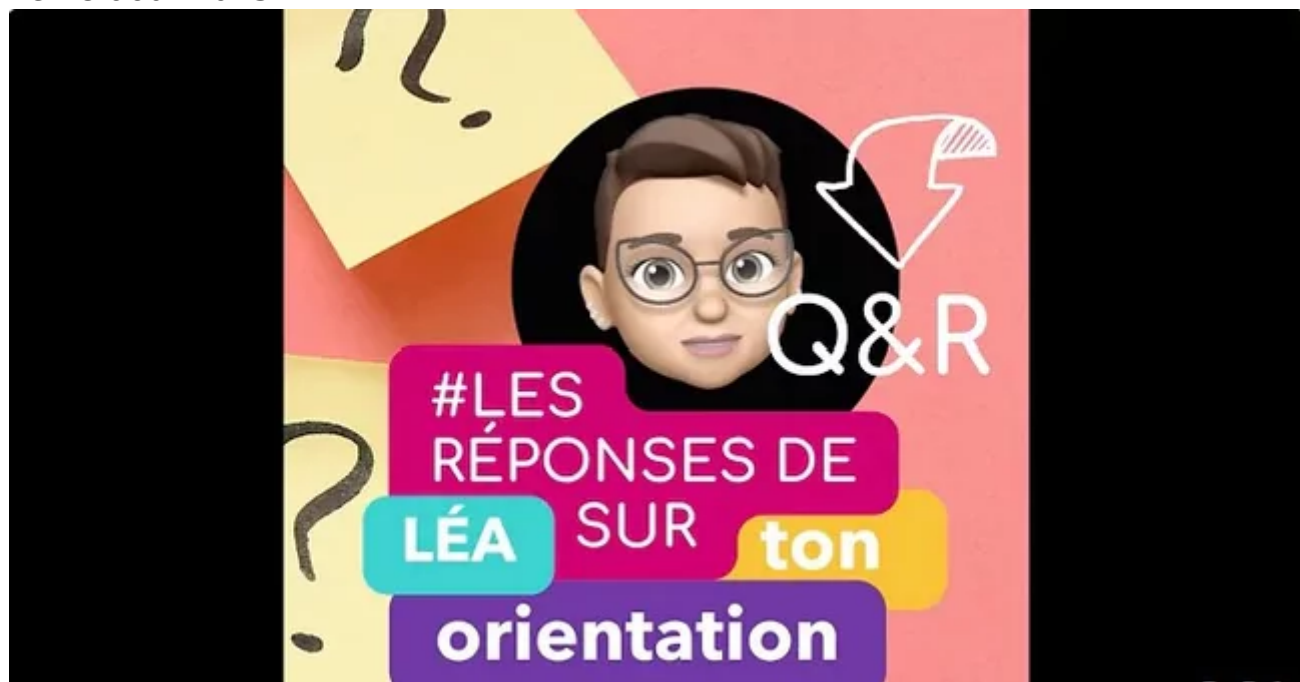 ?
Q&R
#LES
RÉPONSES DE
LÉA SUR ton
orientation
?